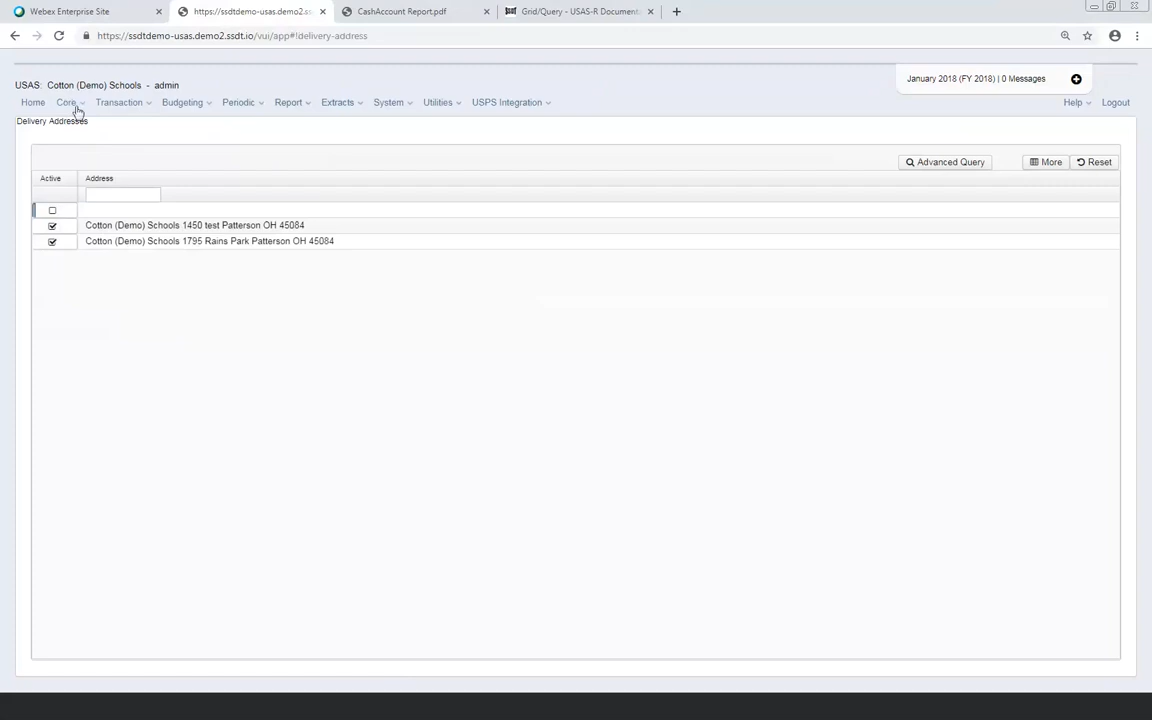 Webex Enterprise Site
https://ssdtdemo-usas.demo2.ss
CashAccount Report.pdf
Grid/Query - USAS-R Document
https://ssdtdemo-usas.demo2.ssdt.io/vui/app#!delivery-address
USAS: Cotton (Demo) Schools - admin
January 2018 (FY 2018) | 0 Messages
Home Core Transaction Budgeting Periodic Report Extracts System Utilities USPS Integration Help Logout
Delivery Addresses
Advanced Query More Reset
Active Address
Cotton (Demo) Schools 1450 test Patterson OH 45084
Cotton (Demo) Schools 1795 Rains Park Patterson OH 45084